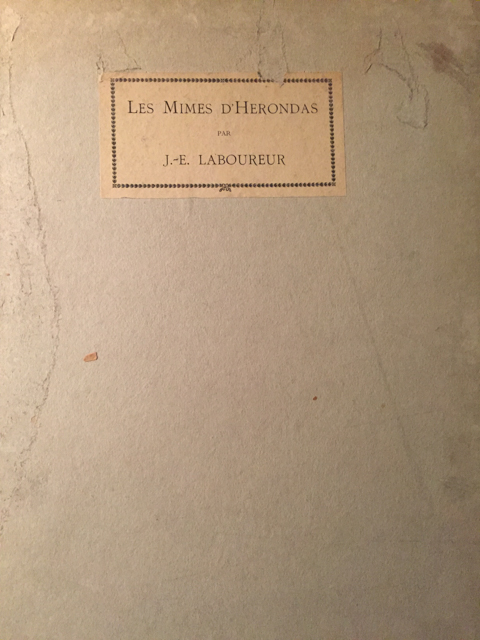 LES MIMES D'HERONDAS
PAR
J.-E. LABOUREUR